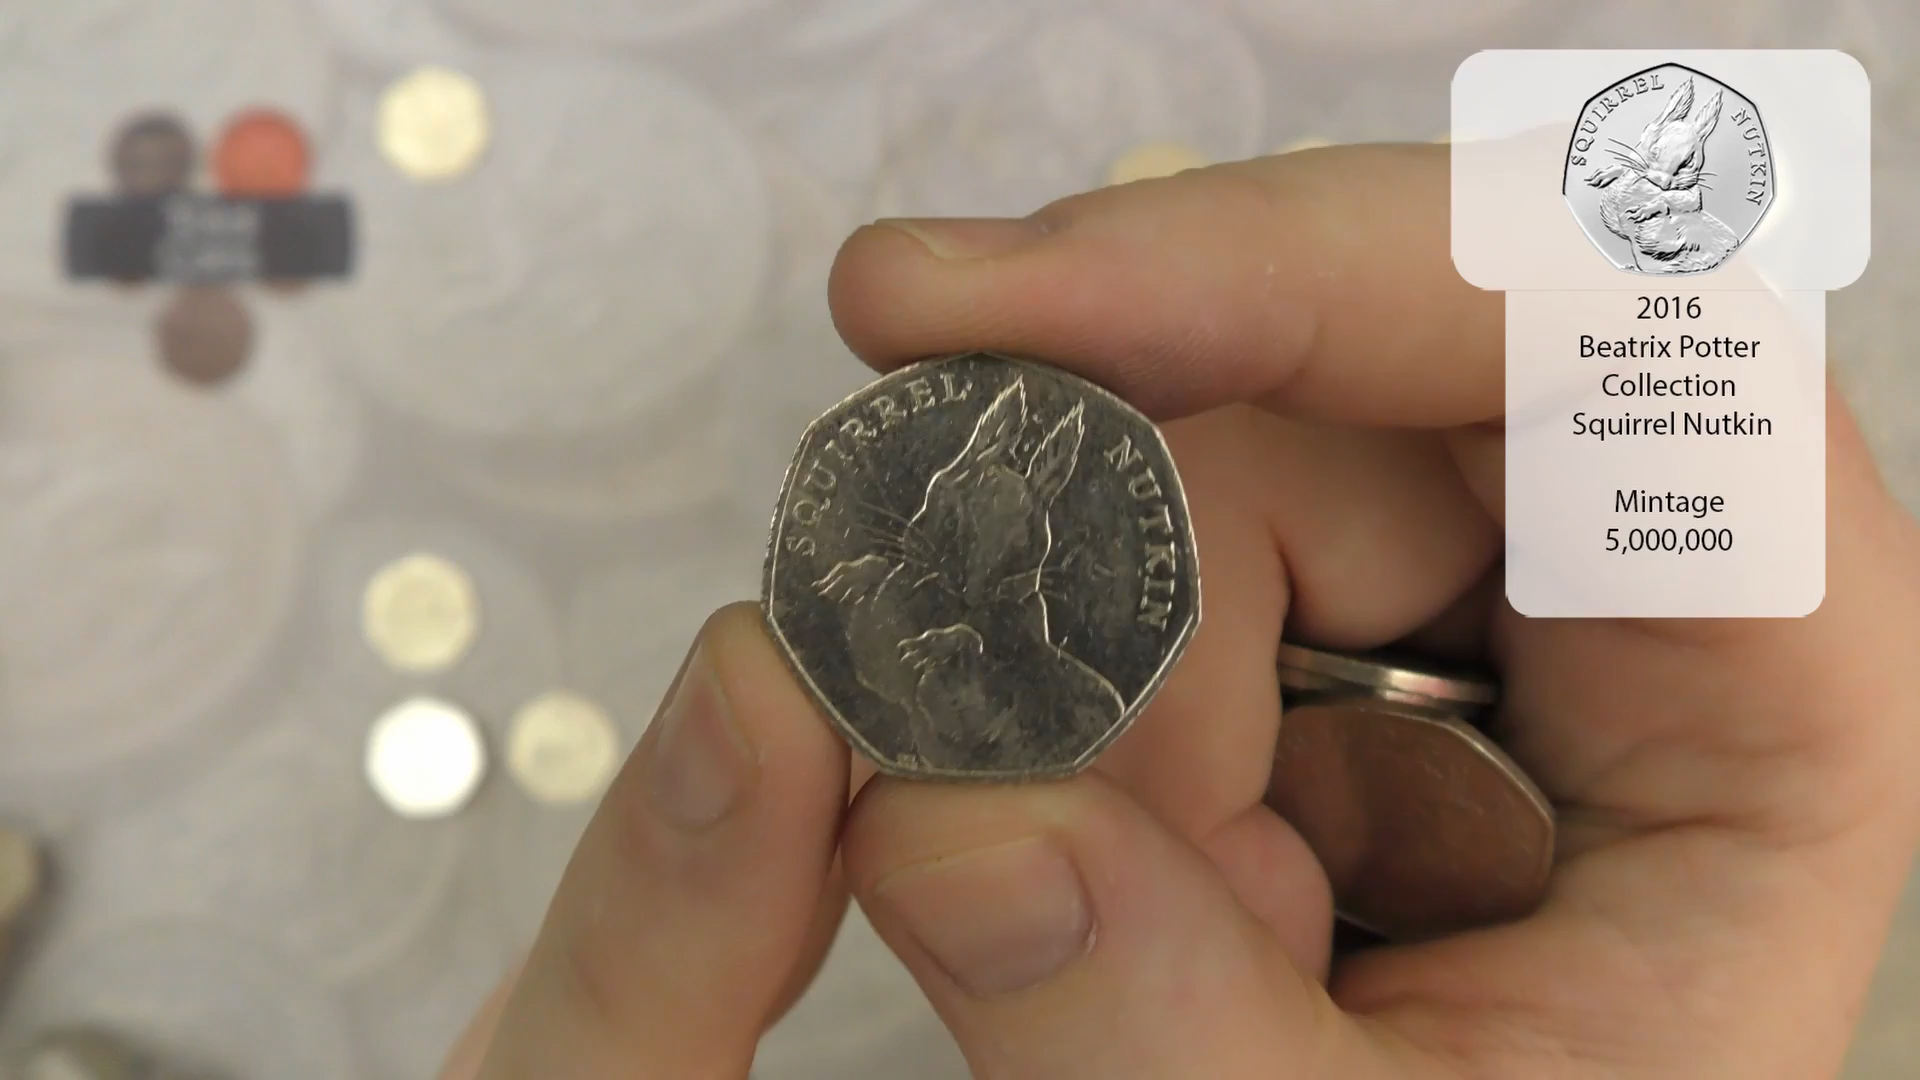 SQUIRREL NUTKIN
2016
Beatrix Potter
Collection
Squirrel Nutkin
Mintage
5,000,000
SQUIRREL NUTKIN